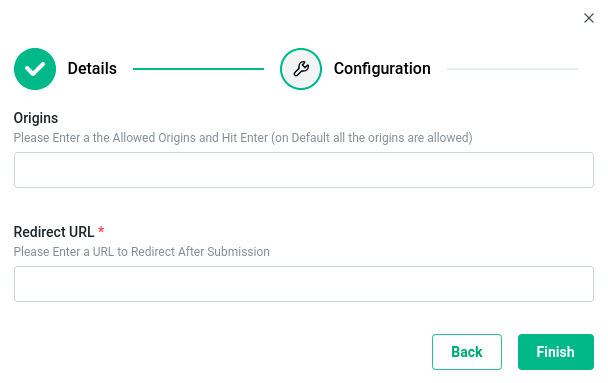 Details
Configuration
Origins
Please Enter a the Allowed Origins and Hit Enter (on Default all the origins are allowed)
Redirect URL *
Please Enter a URL to Redirect After Submission
Back
Finish